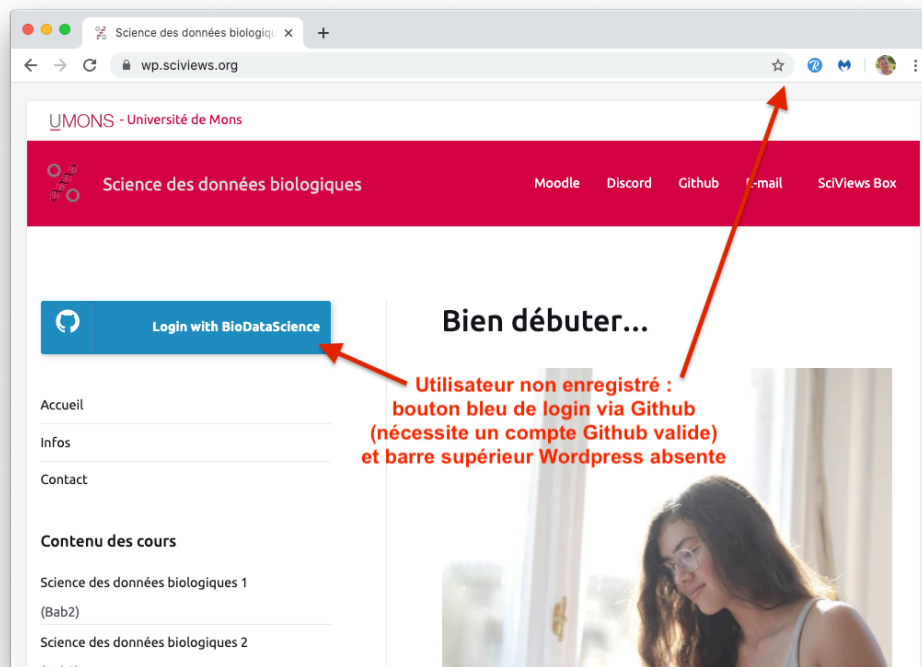 Science des données biologiqu
wp.sciviews.org
UMONS - Université de Mons
Science des données biologiques
Moodle
Discord
Github
E-mail
SciViews Box
Login with BioDataScience
Bien débuter...
Utilisateur non enregistré :
bouton bleu de login via Github
(nécessite un compte Github valide)
et barre supérieur Wordpress absente
Accueil
Infos
Contact
Contenu des cours
Science des données biologiques 1
(Bab2)
Science des données biologiques 2